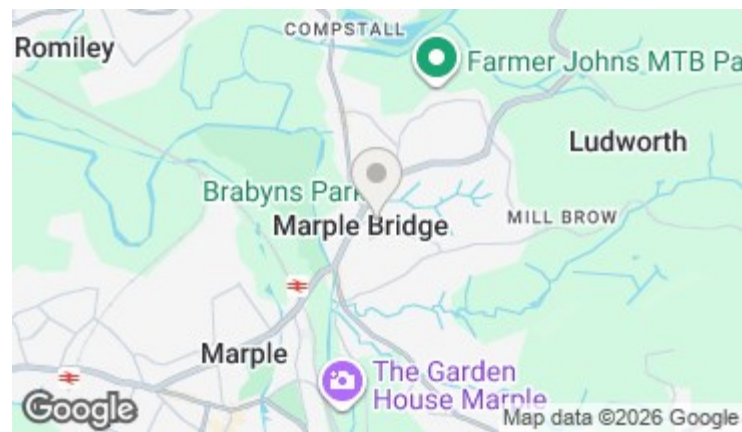 COMPSTALL
Romiley
Farmer Johns MTB Pa
Ludworth
Brabyns Park
Marple Bridge
MILL BROW
Marple
The Garden
House Marple
Google
Map data ©2026 Google